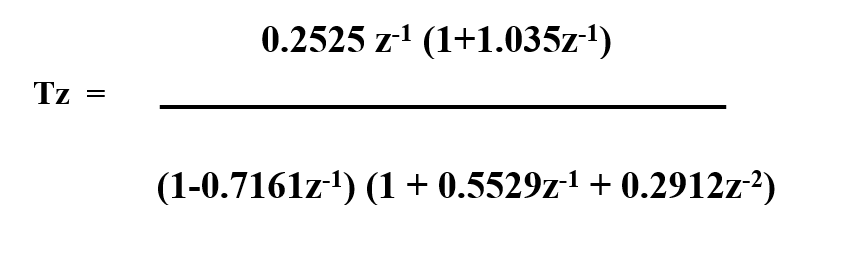 0.2525 z⁻¹ (1+1.035z⁻¹)
Tz =
(1-0.7161z⁻¹) (1 + 0.5529z⁻¹ + 0.2912z⁻²)